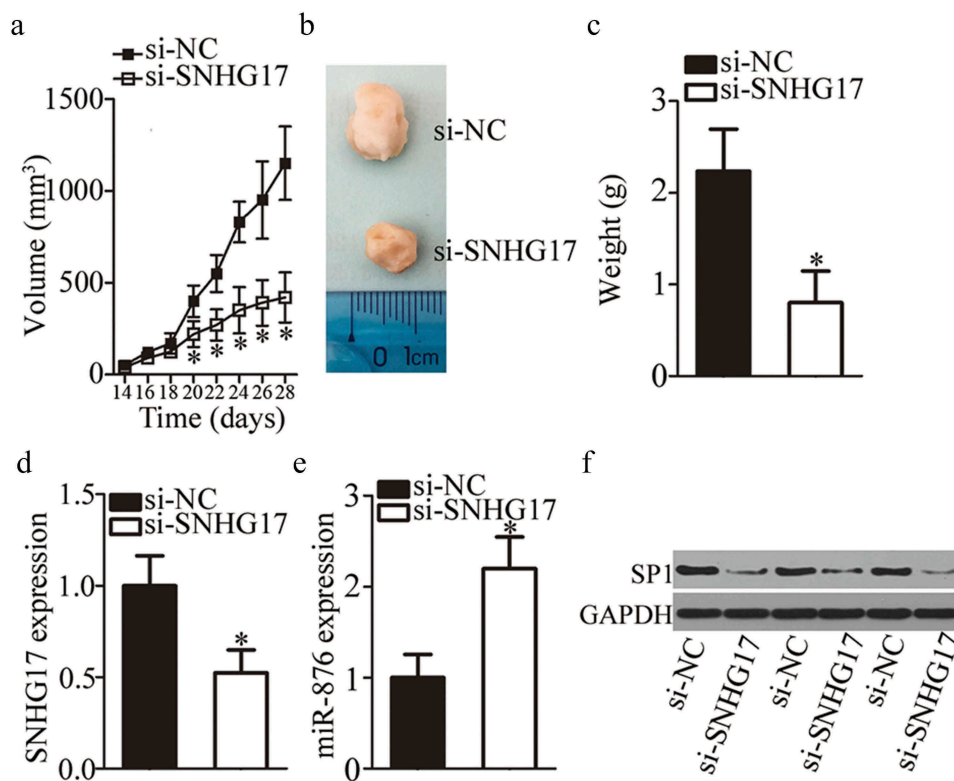 a
si-NC
si-SNHG17
1500
1000
500
0
Volume (mm³)
14 16 18 20 22 24 26 28
* * * * *
Time (days)
b
si-NC
si-SNHG17
0 1cm
c
si-NC
si-SNHG17
3
2
1
0
Weight (g)
*
d
si-NC
si-SNHG17
1.5
1.0
0.5
0.0
SNHG17 expression
*
e
si-NC
si-SNHG17
3
2
1
0
miR-876 expression
*
f
SP1
GAPDH
si-NC
si-SNHG17
si-NC
si-SNHG17
si-NC
si-SNHG17